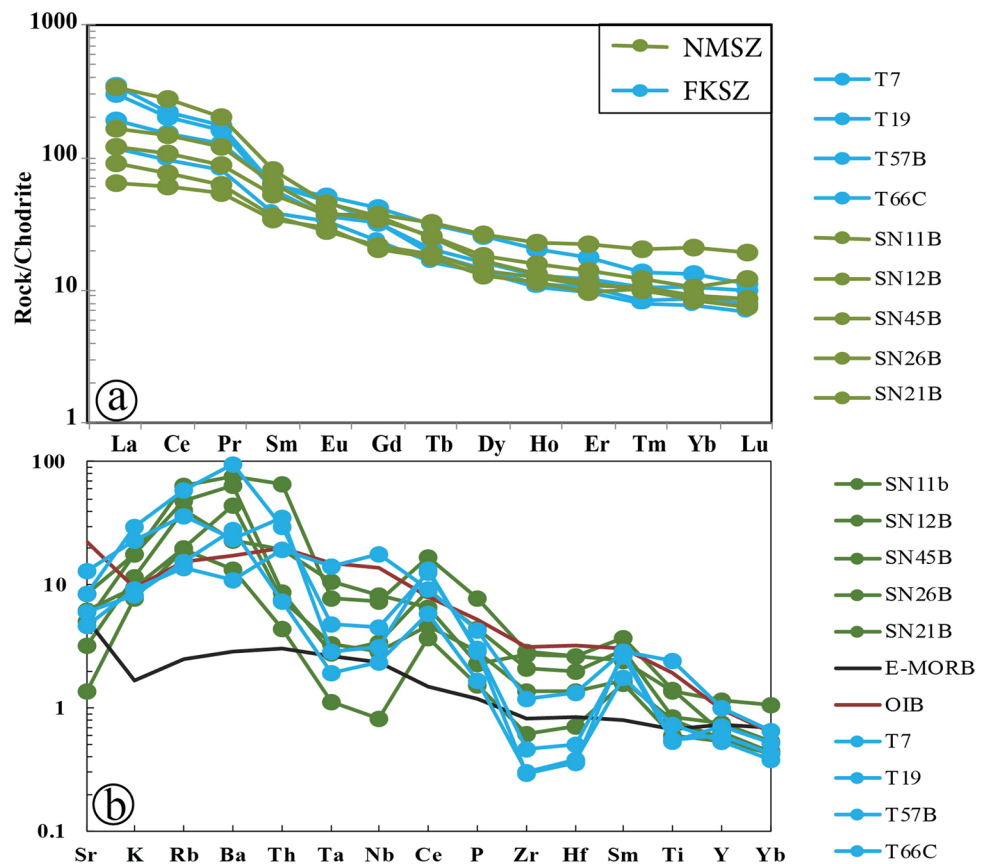 1000
100
10
1
Rock/Chodrite
NMSZ
FKSZ
T7
T19
T57B
T66C
SN11B
SN12B
SN45B
SN26B
SN21B
a
La Ce Pr Sm Eu Gd Tb Dy Ho Er Tm Yb Lu
100
10
1
0.1
SN11b
SN12B
SN45B
SN26B
SN21B
E-MORB
OIB
T7
T19
T57B
T66C
b
Sr K Rb Ba Th Ta Nb Ce P Zr Hf Sm Ti Y Yb